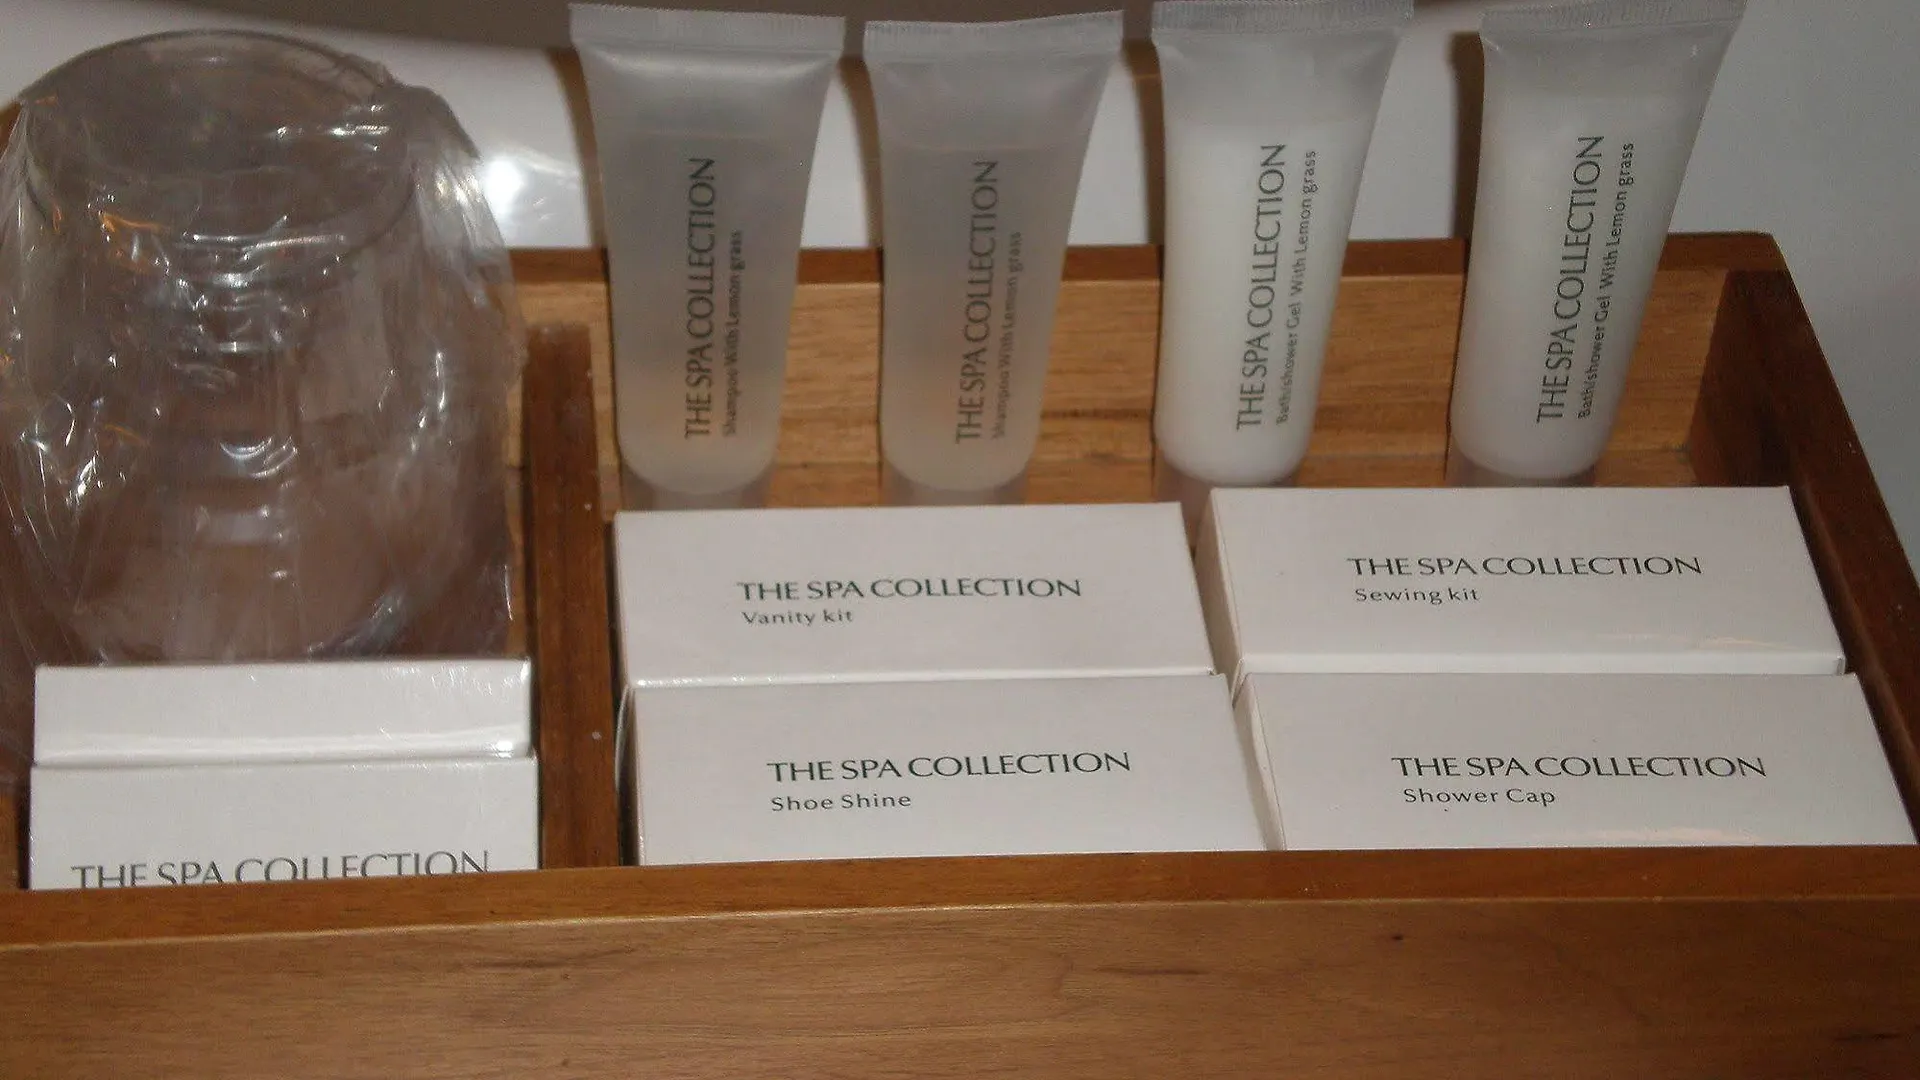 THE SPA COLLECTION
Shampoo With Lemon grass
THE SPA COLLECTION
Shampoo With Lemon grass
THE SPA COLLECTION
Bath/shower Gel With Lemon grass
THE SPA COLLECTION
Bath/shower Gel With Lemon grass
THE SPA COLLECTION
Vanity kit
THE SPA COLLECTION
Sewing kit
THE SPA COLLECTION
Shoe Shine
THE SPA COLLECTION
Shower Cap
THE SPA COLLECTION